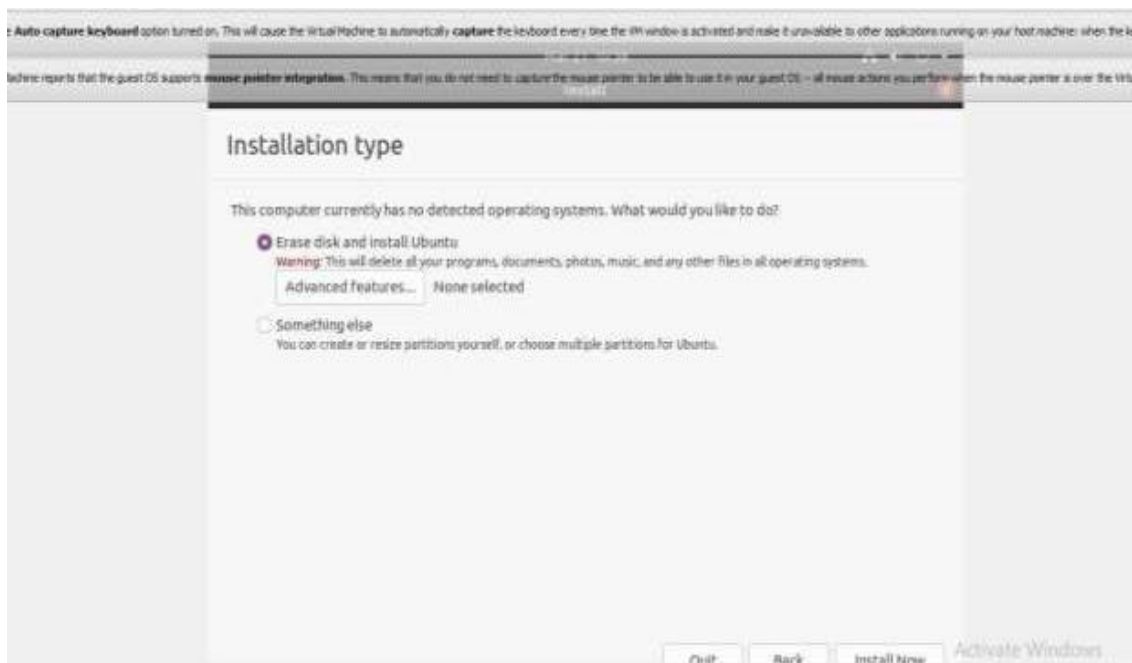 Auto capture keyboard option turned on. This will cause the Virtual Machine to automatically capture the keyboard every time the VM window is activated and make it unavailable to other applications running on your host machine: when the
Machine reports that the guest OS supports mouse pointer integration. This means that you do not need to capture the mouse pointer to be able to use it in your guest OS -- all mouse actions you perform when the mouse pointer is over the
Install
Installation type
This computer currently has no detected operating systems. What would you like to do?
Erase disk and install Ubuntu
Warning: This will delete all your programs, documents, photos, music, and any other files in all operating systems.
Advanced features... None selected
Something else
You can create or resize partitions yourself, or choose multiple partitions for Ubuntu.
Quit Back Install Now
Activate Windows